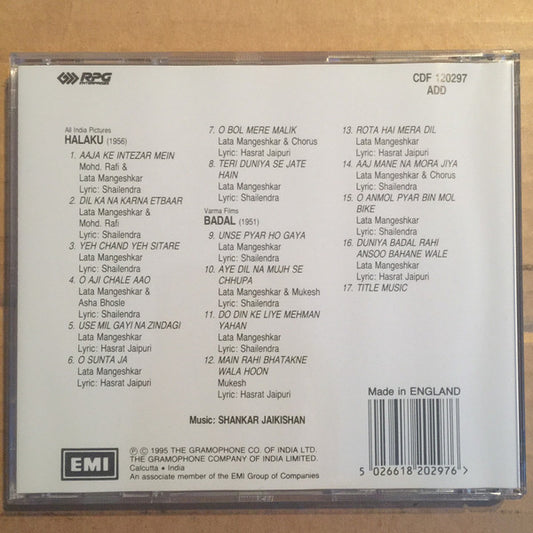 RPG
ENTERPRISES
CDF 120297
ADD
All India Pictures
HALAKU (1956)
1. AAJA KE INTEZAR MEIN
Mohd. Rafi &
Lata Mangeshkar
Lyric: Shailendra
2. DIL KA NA KARNA ETBAAR
Lata Mangeshkar &
Mohd. Rafi
Lyric: Shailendra
3. YEH CHAND YEH SITARE
Lata Mangeshkar
Lyric: Shailendra
4. O AJI CHALE AAO
Lata Mangeshkar &
Asha Bhosle
Lyric: Shailendra
5. USE MIL GAYI NA ZINDAGI
Lata Mangeshkar
Lyric: Hasrat Jaipuri
6. O SUNTA JA
Lata Mangeshkar
Lyric: Hasrat Jaipuri
7. O BOL MERE MALIK
Lata Mangeshkar & Chorus
Lyric: Hasrat Jaipuri
8. TERI DUNIYA SE JATE
HAIN
Lata Mangeshkar
Lyric: Shailendra
Varma Films
BADAL (1951)
9. UNSE PYAR HO GAYA
Lata Mangeshkar
Lyric: Shailendra
10. AYE DIL NA MUJH SE
CHHUPA
Lata Mangeshkar & Mukesh
Lyric: Shailendra
11. DO DIN KE LIYE MEHMAN
YAHAN
Lata Mangeshkar
Lyric: Shailendra
12. MAIN RAHI BHATAKNE
WALA HOON
Mukesh
Lyric: Hasrat Jaipuri
13. ROTA HAI MERA DIL
Lata Mangeshkar
Lyric: Hasrat Jaipuri
14. AAJ MANE NA MORA JIYA
Lata Mangeshkar & Chorus
Lyric: Shailendra
15. O ANMOL PYAR BIN MOL
BIKE
Lata Mangeshkar
Lyric: Shailendra
16. DUNIYA BADAL RAHI
ANSOO BAHANE WALE
Lata Mangeshkar
Lyric: Hasrat Jaipuri
17. TITLE MUSIC
Music: SHANKAR JAIKISHAN
Made in ENGLAND
5 026618 202976 >
EMI
Ⓟ © 1995 THE GRAMOPHONE CO. OF INDIA LTD.
THE GRAMOPHONE COMPANY OF INDIA LIMITED.
Calcutta • India
An associate member of the EMI Group of Companies